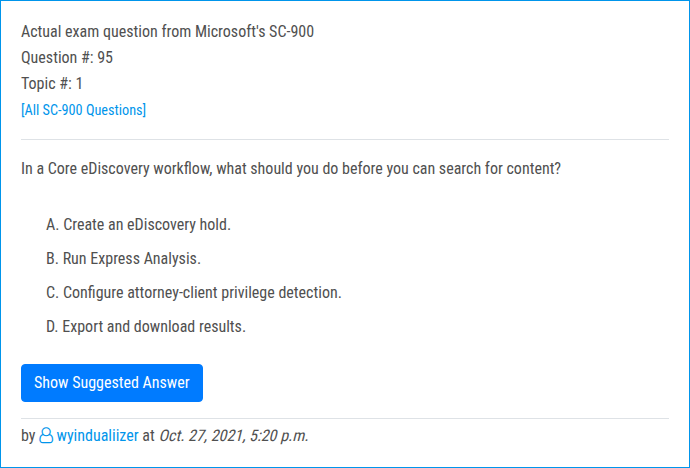 Actual exam question from Microsoft's SC-900
Question #: 95
Topic #: 1
[All SC-900 Questions]
In a Core eDiscovery workflow, what should you do before you can search for content?
A. Create an eDiscovery hold.
B. Run Express Analysis.
C. Configure attorney-client privilege detection.
D. Export and download results.
Show Suggested Answer
by wyindualiizer at Oct. 27, 2021, 5:20 p.m.